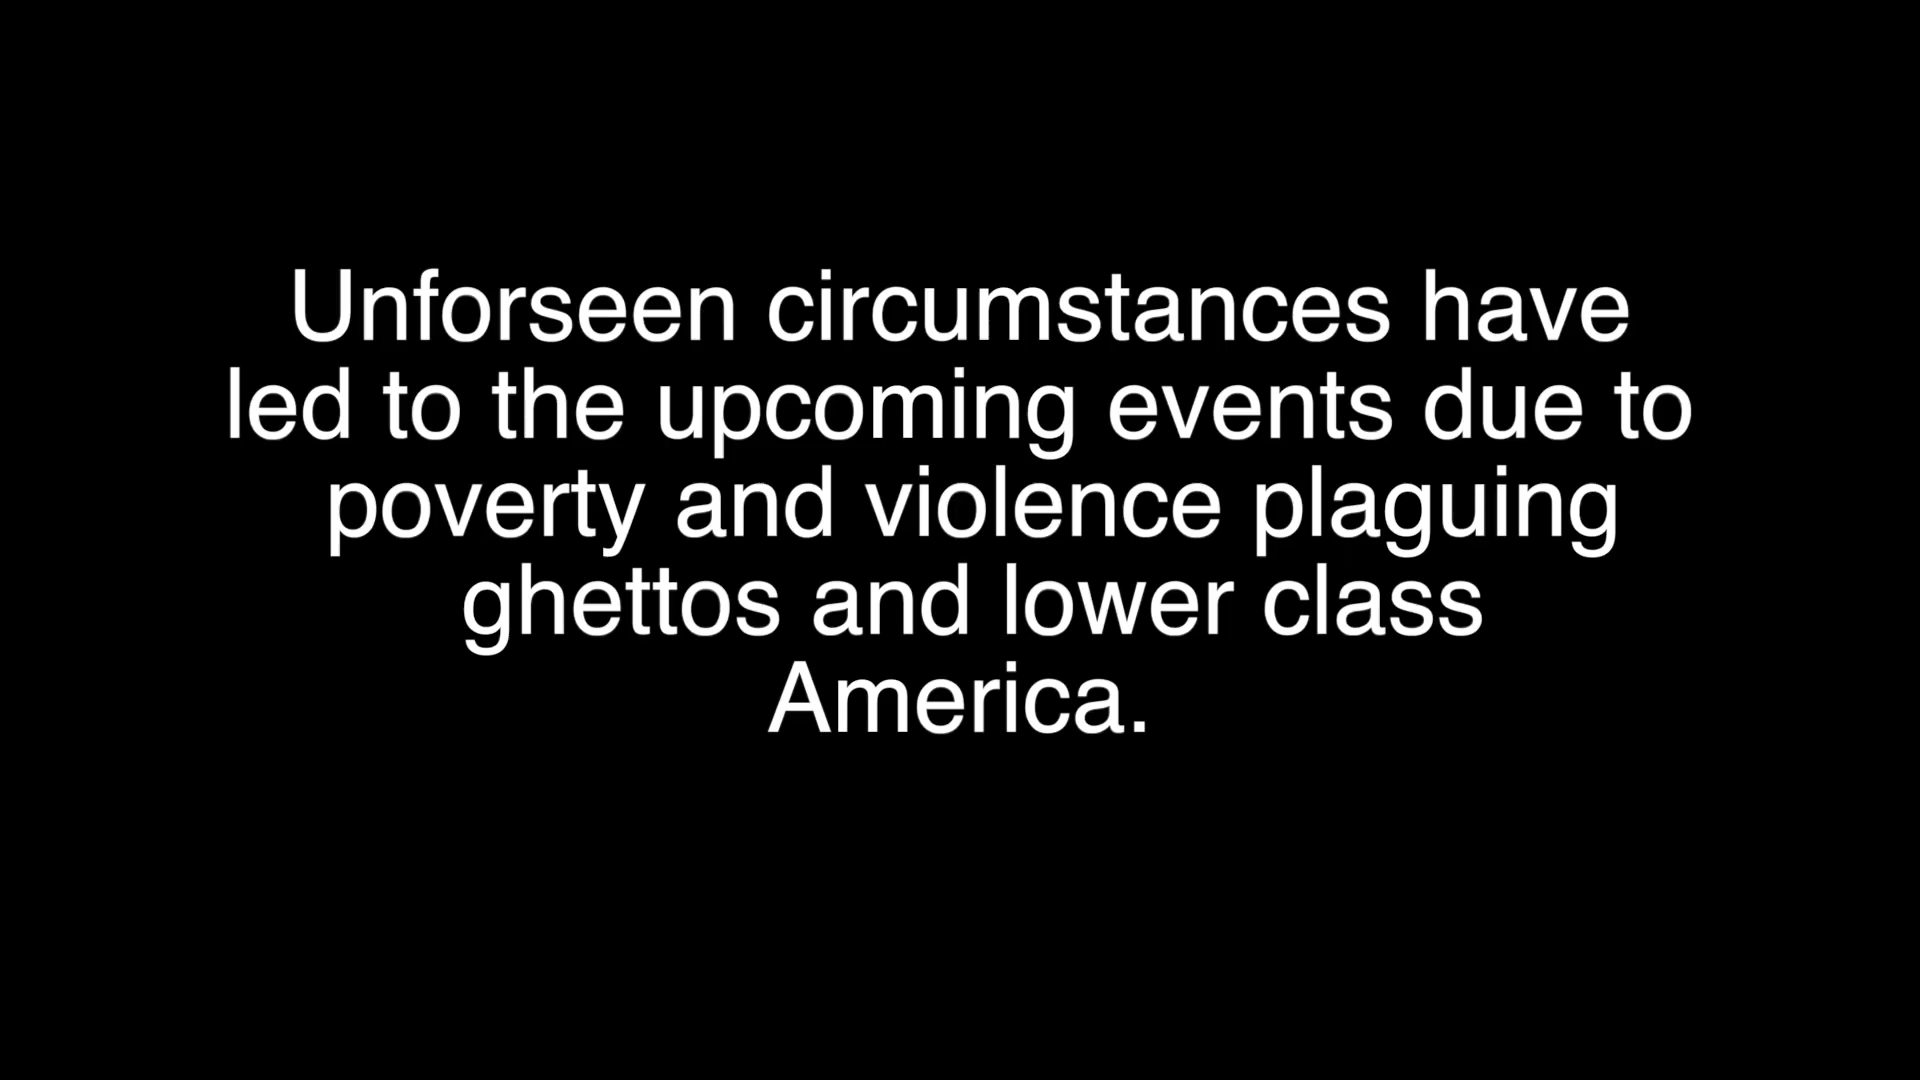 Unforseen circumstances have
led to the upcoming events due to
poverty and violence plaguing
ghettos and lower class
America.